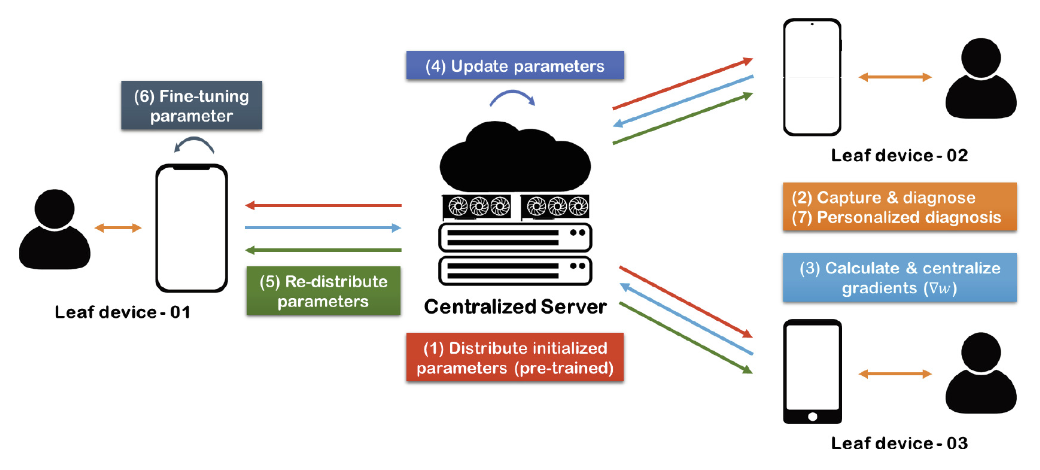 (4) Update parameters
(6) Fine-tuning
parameter
Leaf device - 02
(2) Capture & diagnose
(7) Personalized diagnosis
(5) Re-distribute
parameters
(3) Calculate & centralize
gradients (∇w)
Leaf device - 01
Centralized Server
(1) Distribute initialized
parameters (pre-trained)
Leaf device - 03